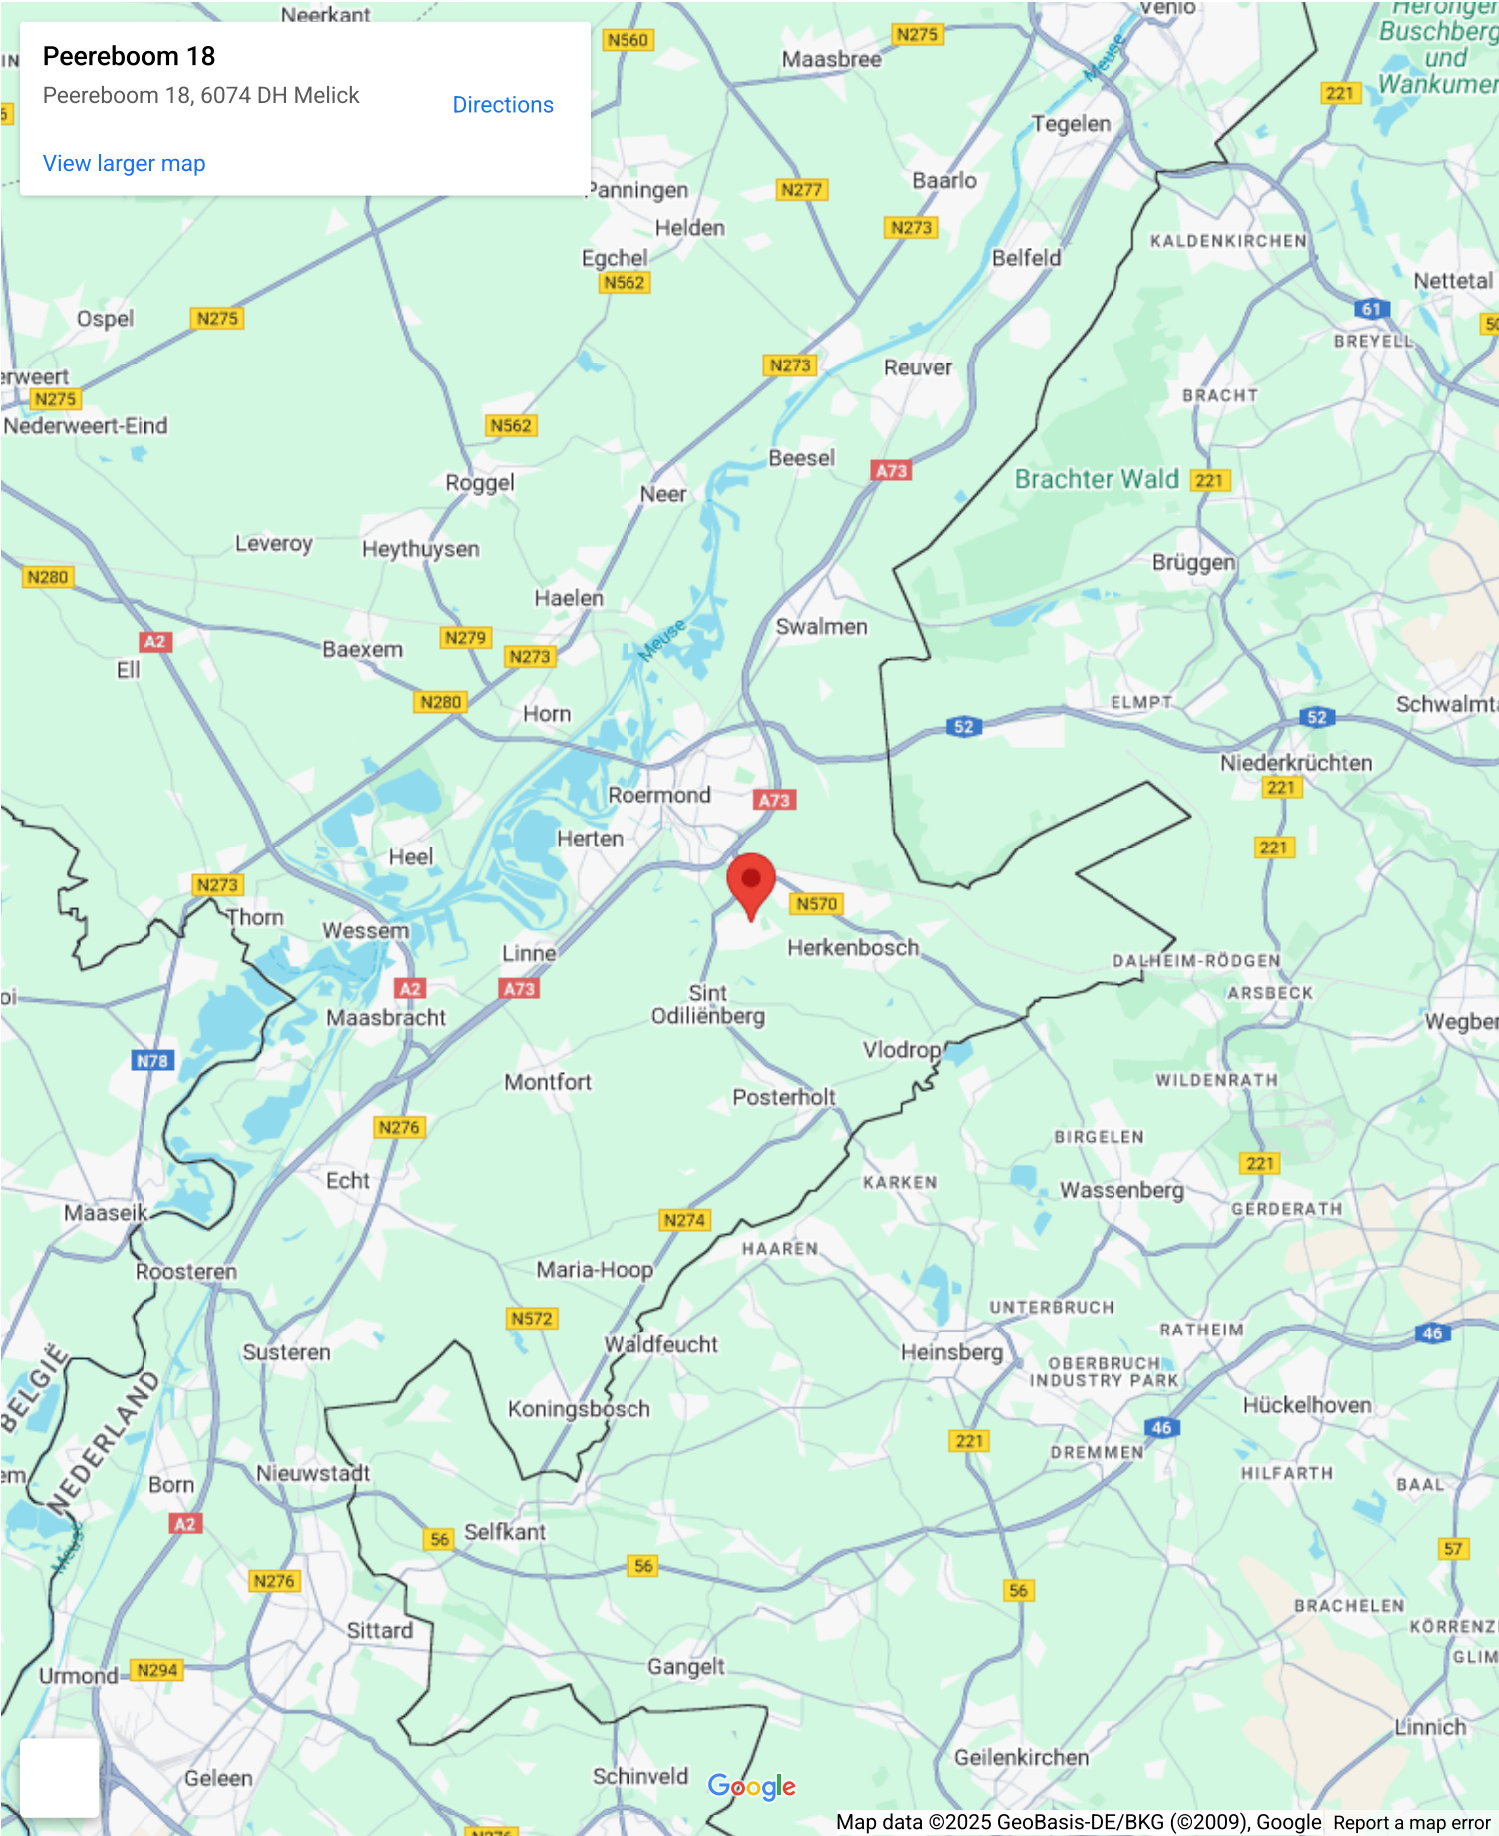 Neerkant
Venlo
Peereboom 18
Peereboom 18, 6074 DH Melick
Directions
View larger map
N560
N275
Maasbree
Meuse
Buschberg
und
221
Tegelen
Panningen
N277
Baarlo
Helden
N273
Egchel
N562
Belfeld
KALDENKIRCHEN
Nettetal
Ospel
N275
61
BREYELL
N273
Reuver
N275
BRACHT
Nederweert-Eind
N562
Beesel
A73
Roggel
Neer
Brachter Wald
221
Leveroy
Heythuysen
Brüggen
N280
Haelen
Meuse
Swalmen
A2
N279
Baexem
N273
Ell
N280
Horn
ELMPT
52
52
Niederkrüchten
221
Roermond
A73
Herten
221
Heel
N273
N570
Thorn
Wessem
Linne
Herkenbosch
DALHEIM-RÖDGEN
A2
A73
Sint
Odiliënberg
ARSBECK
Maasbracht
N78
Vlodrop
Montfort
WILDENRATH
Posterholt
N276
BIRGELEN
221
Echt
KARKEN
Wassenberg
Maaseik
GERDERATH
N274
HAAREN
Roosteren
Maria-Hoop
UNTERBRUCH
N572
RATHEIM
46
Waldfeucht
Susteren
Heinsberg
OBERBRUCH
INDUSTRY PARK
BELGIË
NEDERLAND
Koningsbosch
Hückelhoven
46
221
DREMMEN
Nieuwstadt
HILFARTH
Born
BAAL
A2
Selfkant
56
Meuse
57
56
N276
56
BRACHELEN
Sittard
Gangelt
Urmond
N294
Linnich
Geilenkirchen
Geleen
Schinveld
Google
Map data ©2025 GeoBasis-DE/BKG (©2009), Google
Report a map error